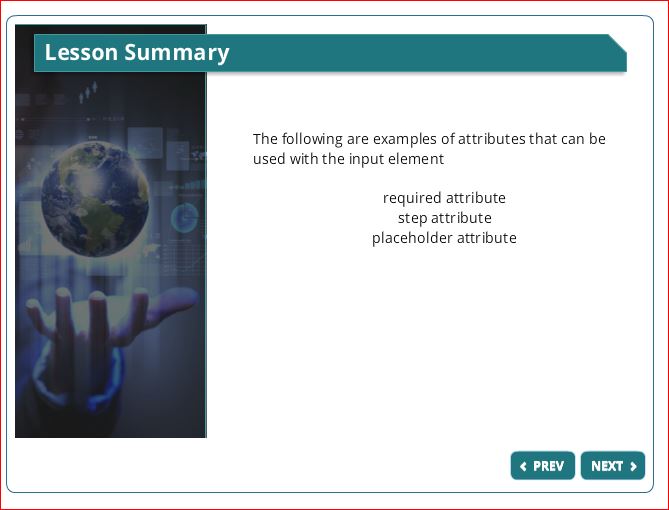 Lesson Summary
The following are examples of attributes that can be
used with the input element
required attribute
step attribute
placeholder attribute
PREV
NEXT